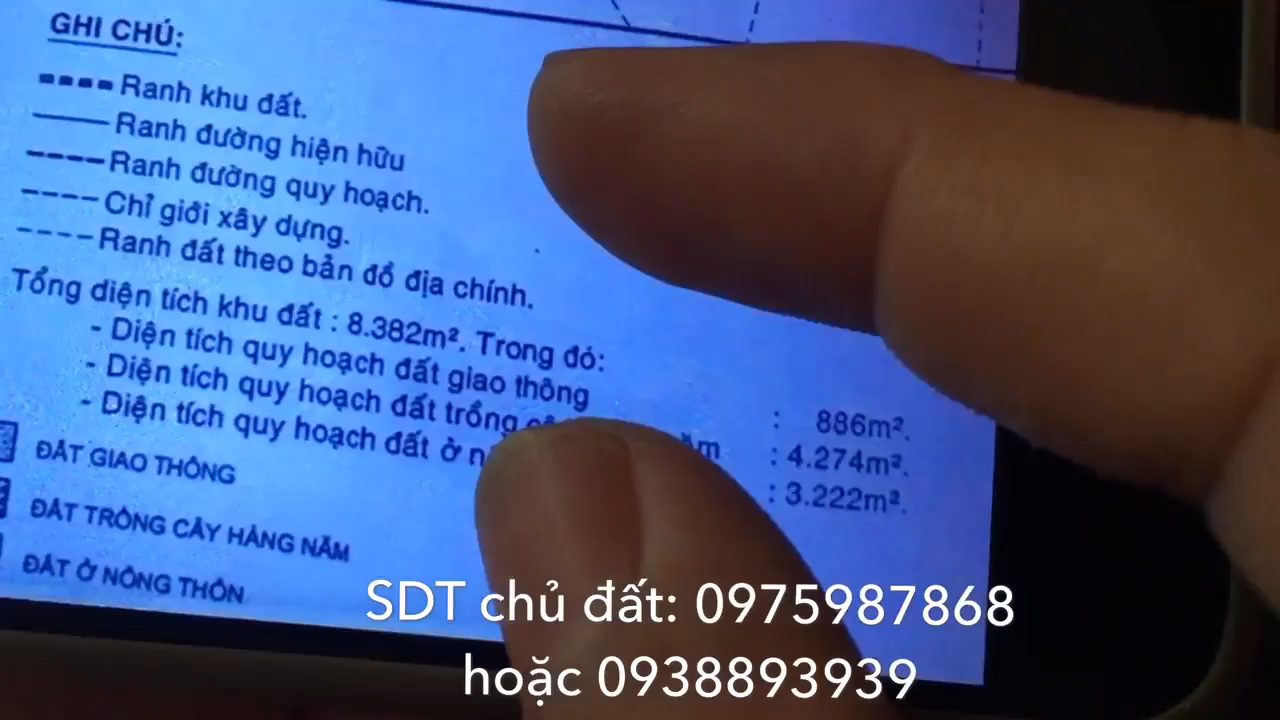 GHI CHÚ:
Ranh khu đất.
Ranh đường hiện hữu
Ranh đường quy hoạch.
Chỉ giới xây dựng.
Ranh đất theo bản đồ địa chính.
Tổng diện tích khu đất : 8.382m². Trong đó:
- Diện tích quy hoạch đất giao thông : 886m².
- Diện tích quy hoạch đất trồng : 4.274m².
- Diện tích quy hoạch đất ở : 3.222m².
ĐẤT GIAO THÔNG
ĐẤT TRỒNG CÂY HÀNG NĂM
ĐẤT Ở NÔNG THÔN
SDT chủ đất: 0975987868
hoặc 0938893939